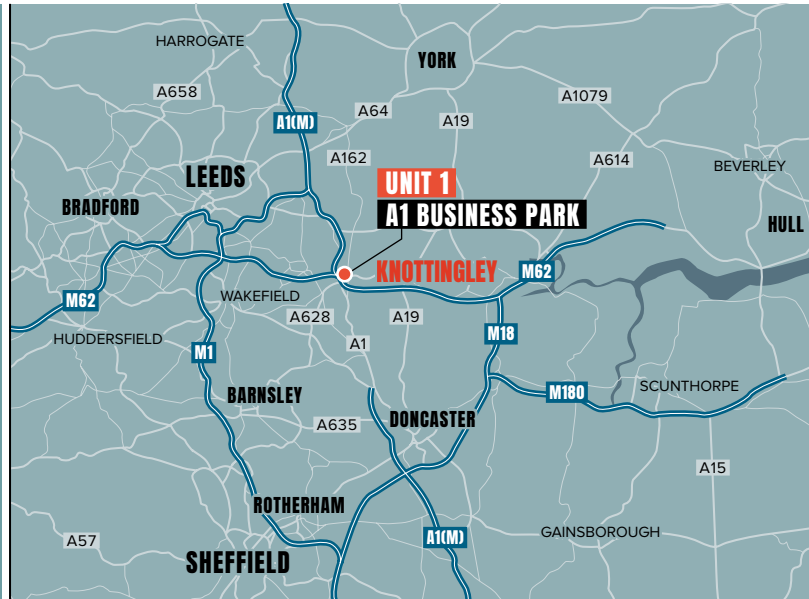 HARROGATE
YORK
A658
A1079
A64
A1(M)
A19
A162
A614
LEEDS
BEVERLEY
UNIT 1
BRADFORD
A1 BUSINESS PARK
HULL
KNOTTINGLEY
M62
M62
WAKEFIELD
A628
A19
M18
HUDDERSFIELD
A1
M1
SCUNTHORPE
BARNSLEY
M180
DONCASTER
A635
A15
ROTHERHAM
A57
A1(M)
GAINSBOROUGH
SHEFFIELD